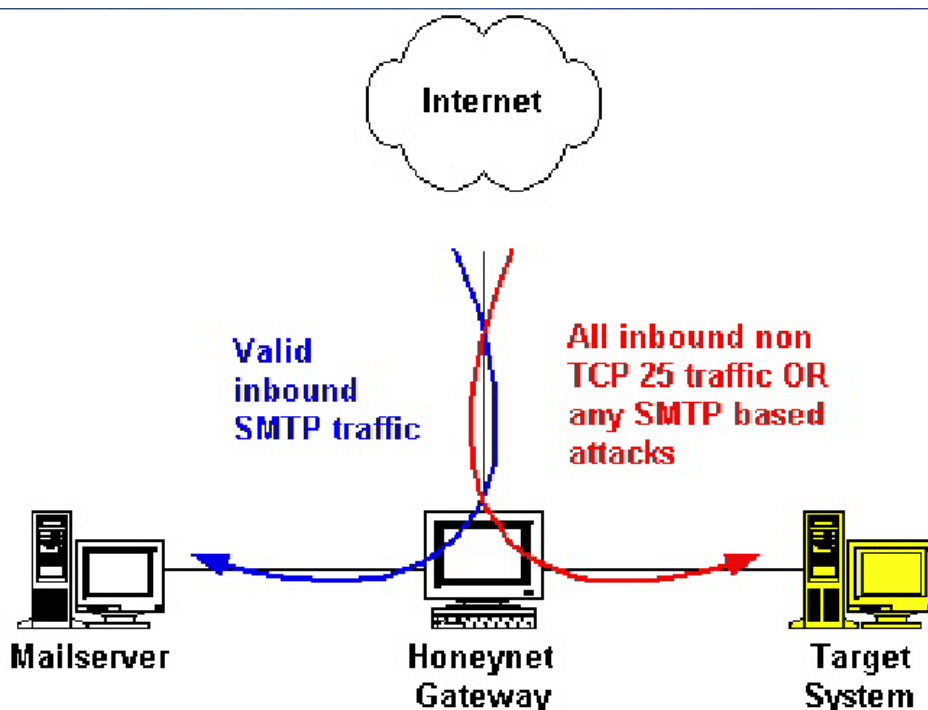 Internet
Valid
inbound
SMTP traffic
All inbound non
TCP 25 traffic OR
any SMTP based
attacks
Mailserver
Honeynet
Gateway
Target
System